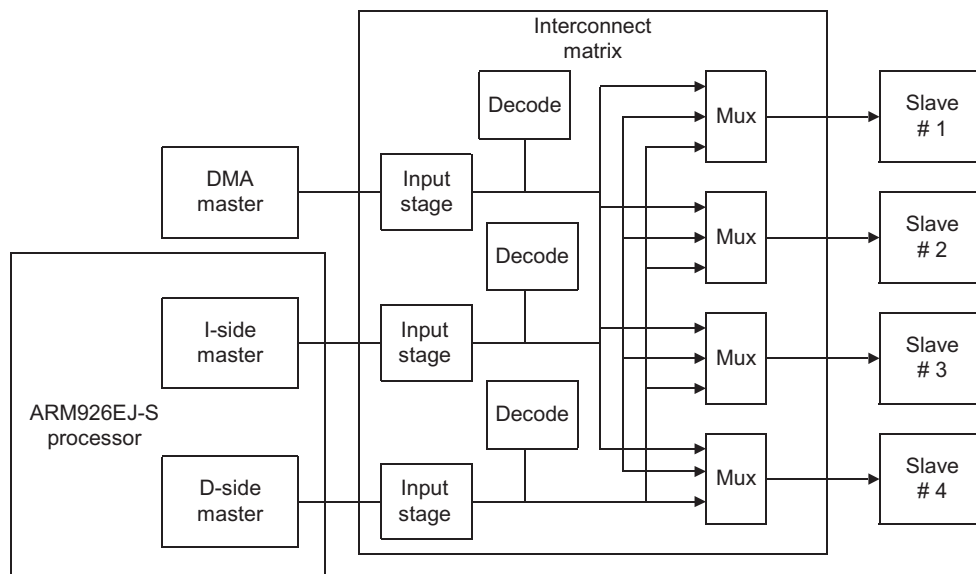 Interconnect
matrix
Decode
Mux
Slave
# 1
DMA
master
Input
stage
Decode
Mux
Slave
# 2
I-side
master
Input
stage
Mux
Slave
# 3
ARM926EJ-S
processor
Decode
D-side
master
Input
stage
Mux
Slave
# 4